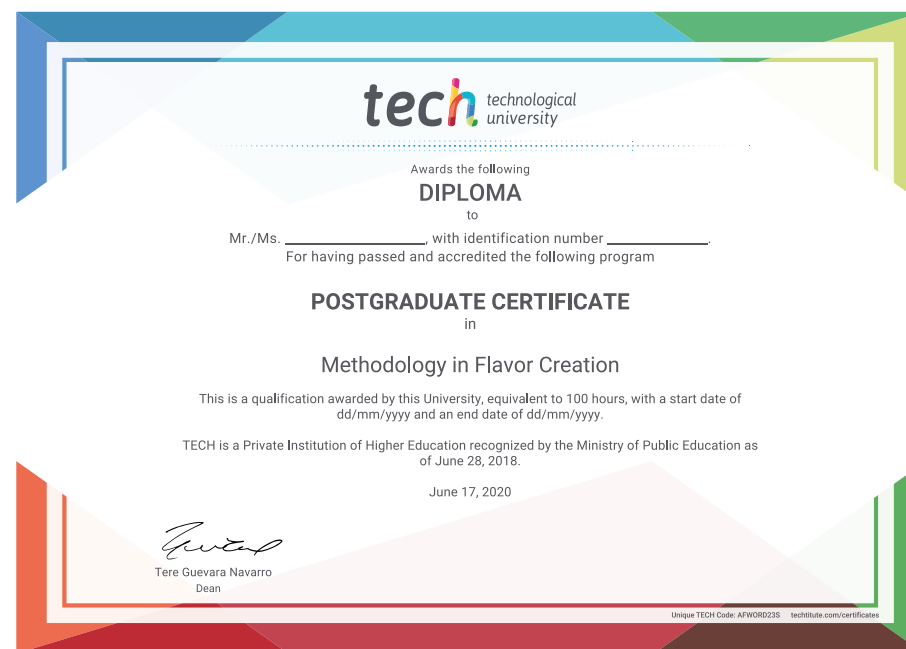 tech technological
university
Awards the following
DIPLOMA
to
Mr./Ms. ____________________, with identification number ______________.
For having passed and accredited the following program
POSTGRADUATE CERTIFICATE
in
Methodology in Flavor Creation
This is a qualification awarded by this University, equivalent to 100 hours, with a start date of
dd/mm/yyyy and an end date of dd/mm/yyyy.
TECH is a Private Institution of Higher Education recognized by the Ministry of Public Education as
of June 28, 2018.
June 17, 2020
Tere Guevara Navarro
Dean
Unique TECH Code: AFWORD23S techtitute.com/certificates